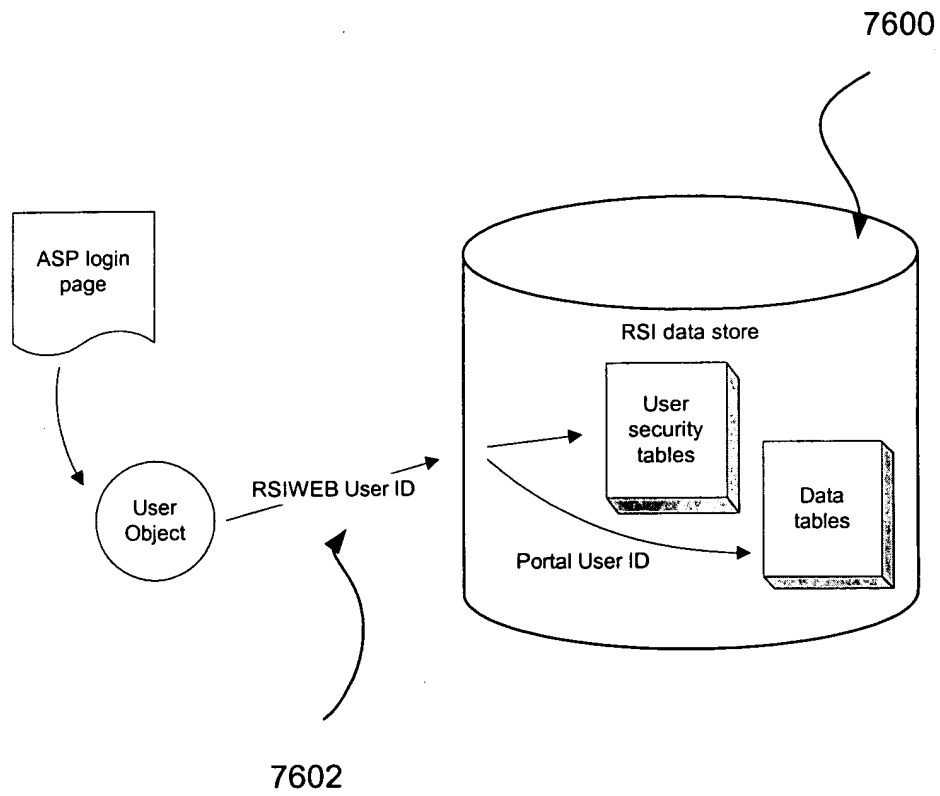 7600
ASP login
page
RSI data store
User
security
tables
RSIWEB User ID
User
Object
Data
tables
Portal User ID
7602